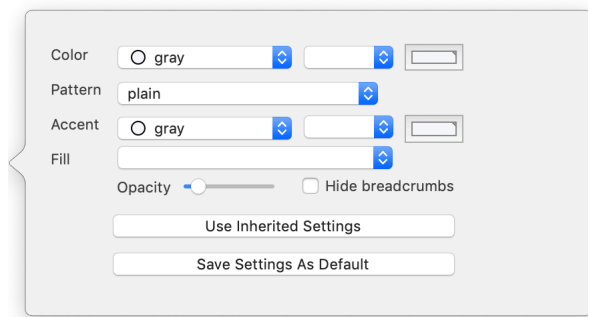 Color gray
Pattern plain
Accent gray
Fill
Opacity Hide breadcrumbs
Use Inherited Settings
Save Settings As Default